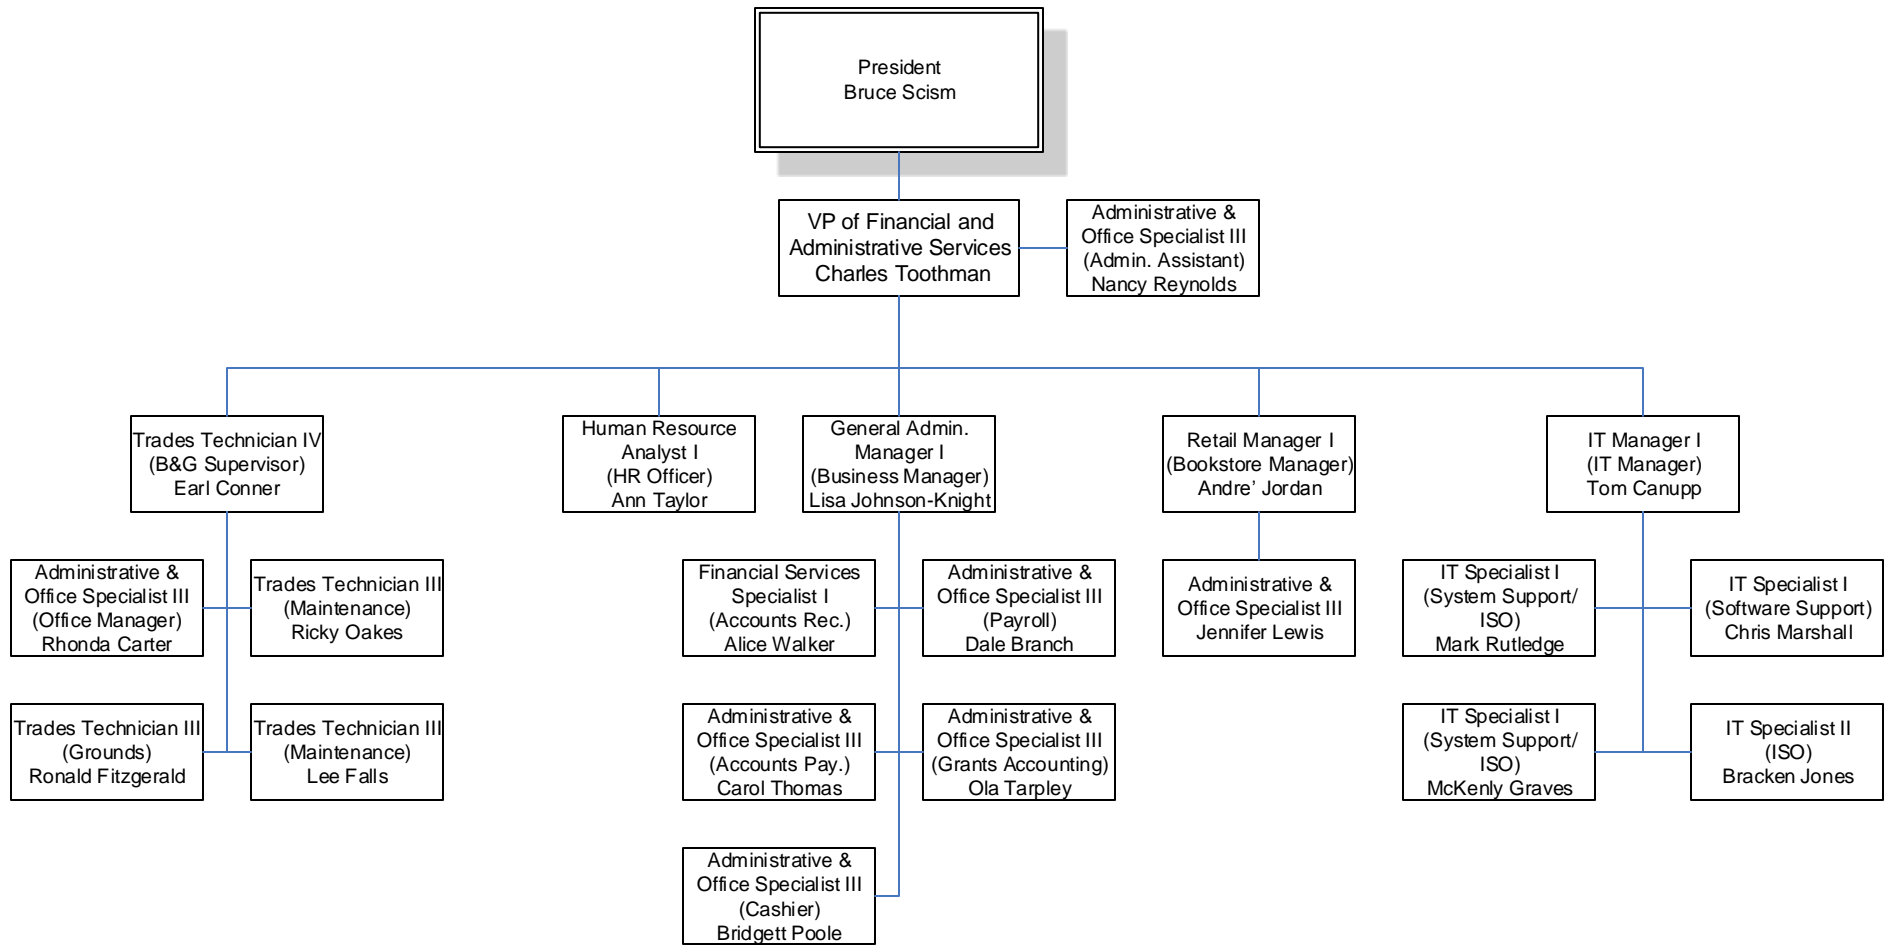 President
Bruce Scism
VP of Financial and
Administrative Services
Charles Toothman
Administrative &
Office Specialist III
(Admin. Assistant)
Nancy Reynolds
Trades Technician IV
(B&G Supervisor)
Earl Conner
Human Resource
Analyst I
(HR Officer)
Ann Taylor
General Admin.
Manager I
(Business Manager)
Lisa Johnson-Knight
Retail Manager I
(Bookstore Manager)
Andre’ Jordan
IT Manager I
(IT Manager)
Tom Canupp
Administrative &
Office Specialist III
(Office Manager)
Rhonda Carter
Trades Technician III
(Maintenance)
Ricky Oakes
Financial Services
Specialist I
(Accounts Rec.)
Alice Walker
Administrative &
Office Specialist III
(Payroll)
Dale Branch
Administrative &
Office Specialist III
Jennifer Lewis
IT Specialist I
(System Support/
ISO)
Mark Rutledge
IT Specialist I
(Software Support)
Chris Marshall
Trades Technician III
(Grounds)
Ronald Fitzgerald
Trades Technician III
(Maintenance)
Lee Falls
Administrative &
Office Specialist III
(Accounts Pay.)
Carol Thomas
Administrative &
Office Specialist III
(Grants Accounting)
Ola Tarpley
IT Specialist I
(System Support/
ISO)
McKenly Graves
IT Specialist II
(ISO)
Bracken Jones
Administrative &
Office Specialist III
(Cashier)
Bridgett Poole